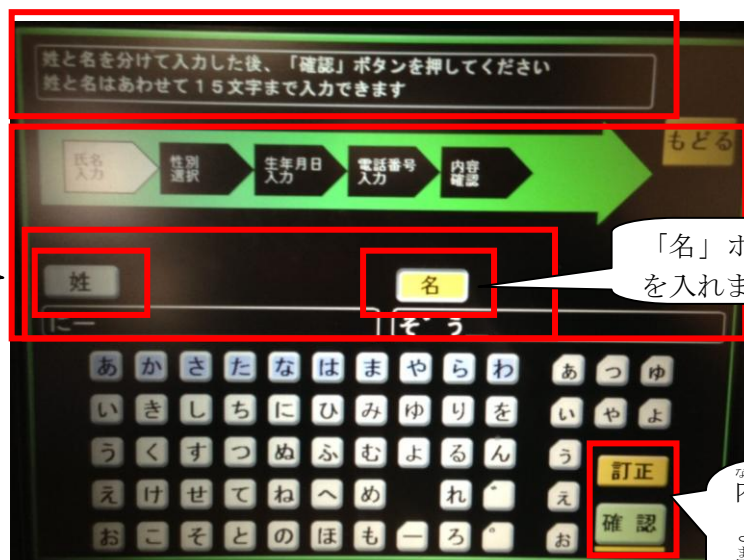 姓と名を分けて入力した後、「確認」ボタンを押してください
姓と名はあわせて15文字まで入力できます
もどる
氏名入力 性別選択 生年月日入力 電話番号入力 内容確認
姓 名
「名」ボ
を入れま
にー ぞう
あ か さ た な は ま や ら わ ぁ っ ゅ
い き し ち に ひ み ゆ り を ぃ ゃ ょ
う く す つ ぬ ふ む よ る ん ぅ
訂正
え け せ て ね へ め れ ゛ ぇ
確認
お こ そ と の ほ も ー ろ ゜ ぉ